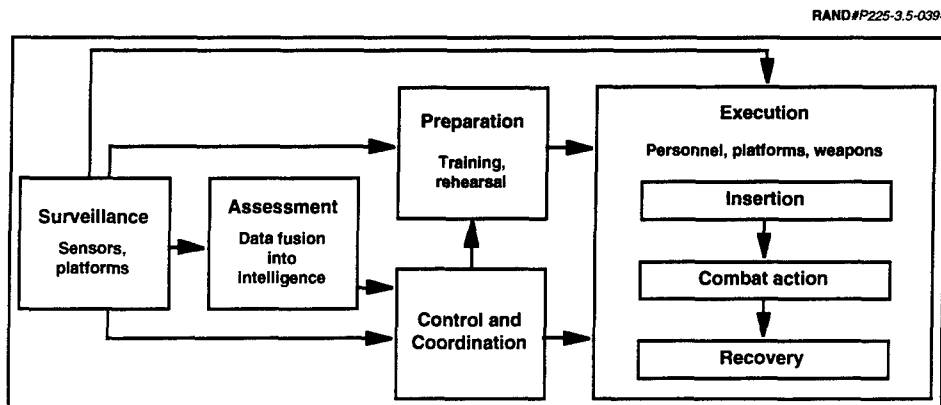 RAND#P225-3.5-039
Surveillance
Sensors,
platforms
Assessment
Data fusion
into
intelligence
Preparation
Training,
rehearsal
Control and
Coordination
Execution
Personnel, platforms, weapons
Insertion
Combat action
Recovery